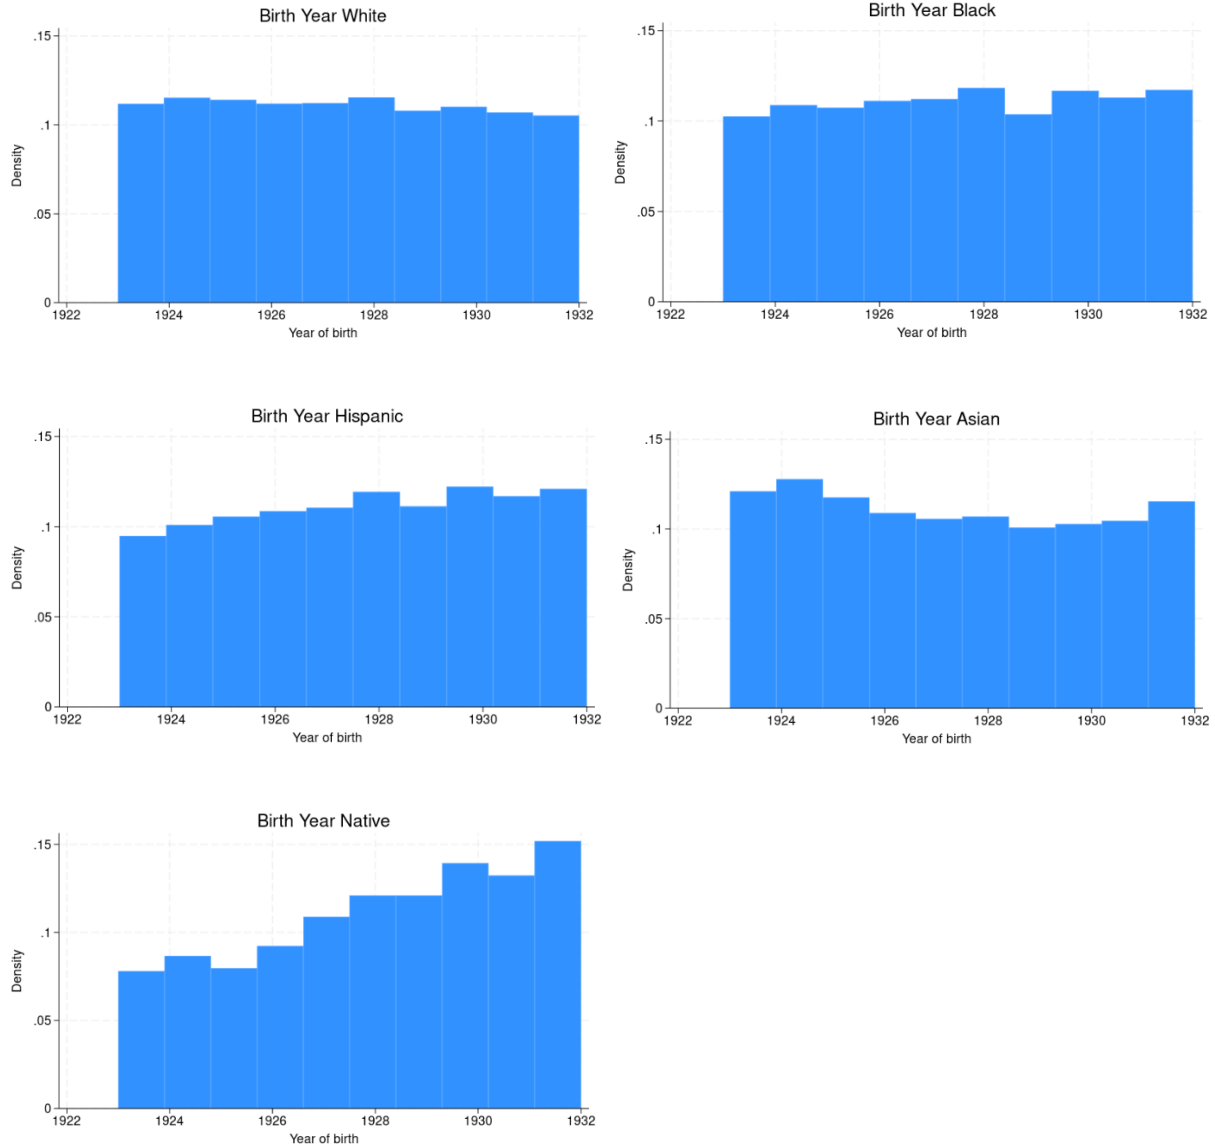 Birth Year White
.15
.1
.05
0
Density
1922 1924 1926 1928 1930 1932
Year of birth
Birth Year Black
.15
.1
.05
0
Density
1922 1924 1926 1928 1930 1932
Year of birth
Birth Year Hispanic
.15
.1
.05
0
Density
1922 1924 1926 1928 1930 1932
Year of birth
Birth Year Asian
.15
.1
.05
0
Density
1922 1924 1926 1928 1930 1932
Year of birth
Birth Year Native
.15
.1
.05
0
Density
1922 1924 1926 1928 1930 1932
Year of birth